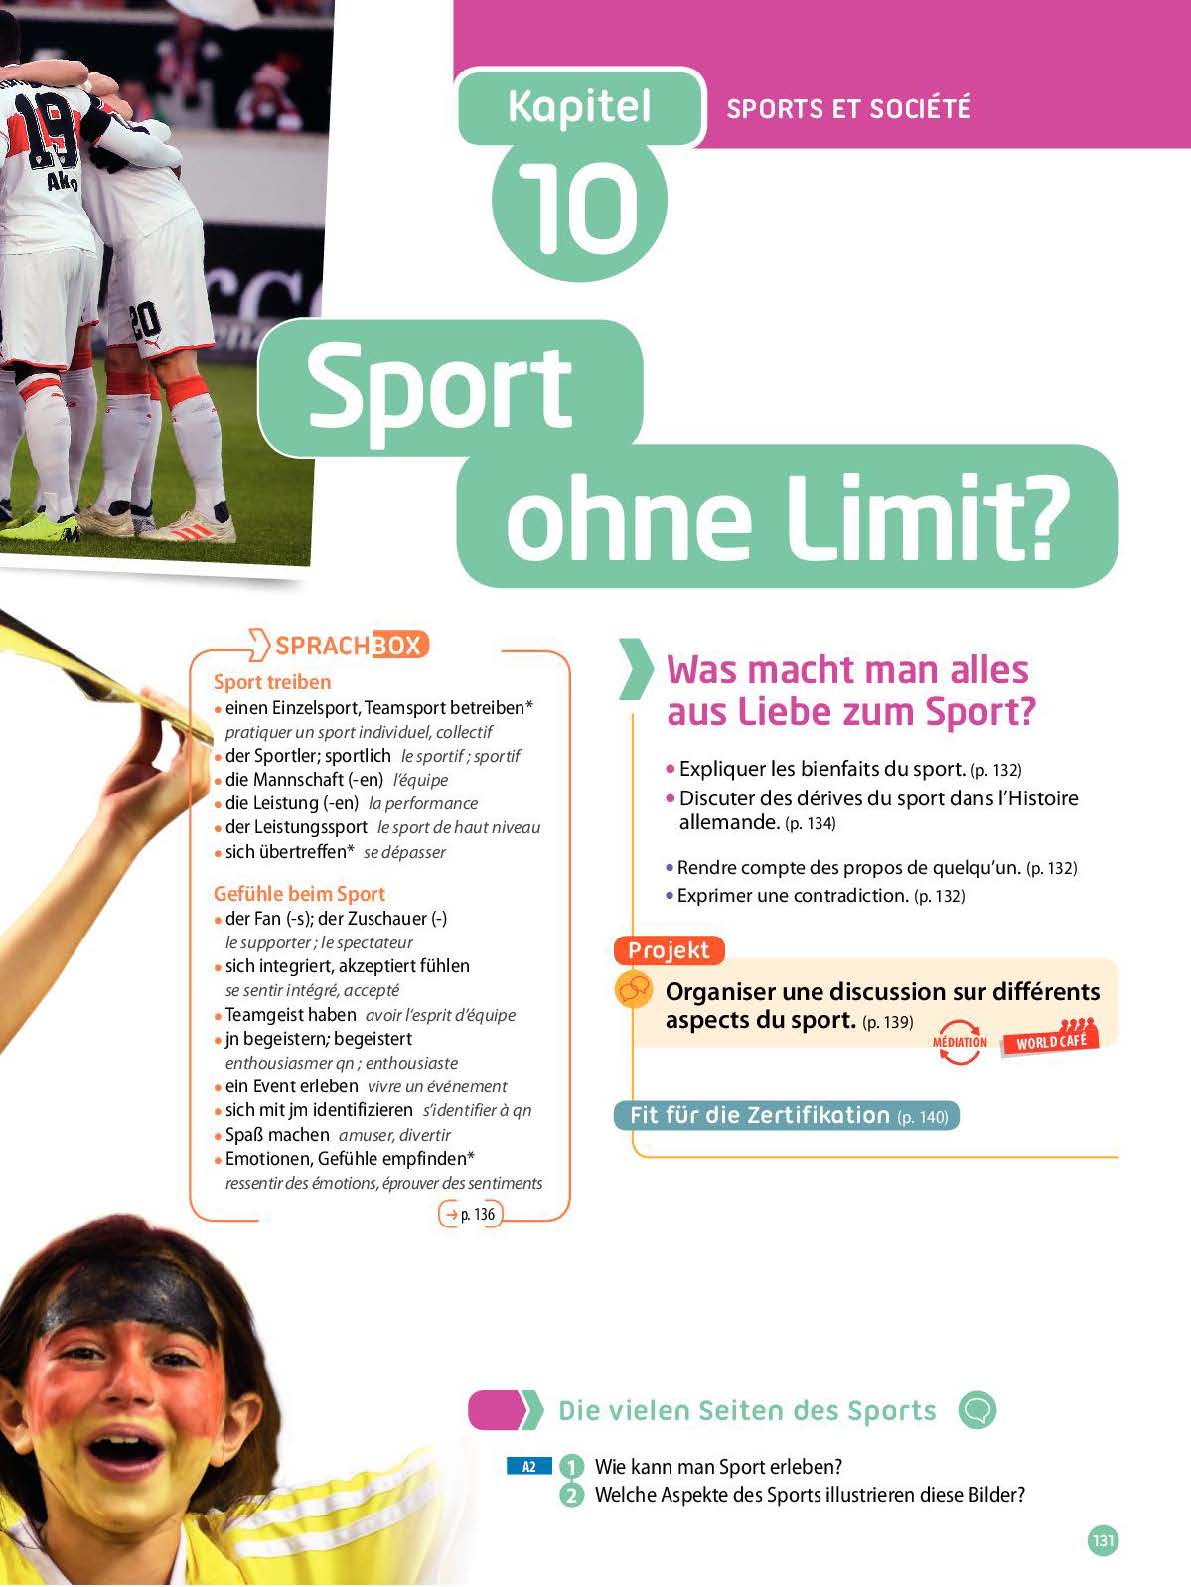 19
Ako
20
Kapitel
10
SPORTS ET SOCIÉTÉ
Sport
ohne Limit?
SPRACHBOX
Sport treiben
• einen Einzelsport, Teamsport betreiben*
pratiquer un sport individuel, collectif
• der Sportler; sportlich le sportif ; sportif
• die Mannschaft (-en) l'équipe
• die Leistung (-en) la performance
• der Leistungssport le sport de haut niveau
• sich übertreffen* se dépasser
Gefühle beim Sport
• der Fan (-s); der Zuschauer (-)
le supporter ; le spectateur
• sich integriert, akzeptiert fühlen
se sentir intégré, accepté
• Teamgeist haben avoir l'esprit d'équipe
• jn begeistern; begeistert
enthousiasmer qn ; enthousiaste
• ein Event erleben vivre un événement
• sich mit jm identifizieren s'identifier à qn
• Spaß machen amuser, divertir
• Emotionen, Gefühle empfinden*
ressentir des émotions, éprouver des sentiments
→ p. 136
Was macht man alles
aus Liebe zum Sport?
• Expliquer les bienfaits du sport. (p. 132)
• Discuter des dérives du sport dans l'Histoire
allemande. (p. 134)
• Rendre compte des propos de quelqu'un. (p. 132)
• Exprimer une contradiction. (p. 132)
Projekt
Organiser une discussion sur différents
aspects du sport. (p. 139)
MÉDIATION
WORLD CAFÉ
Fit für die Zertifikation (p. 140)
Die vielen Seiten des Sports
A2 1 Wie kann man Sport erleben?
2 Welche Aspekte des Sports illustrieren diese Bilder?
131